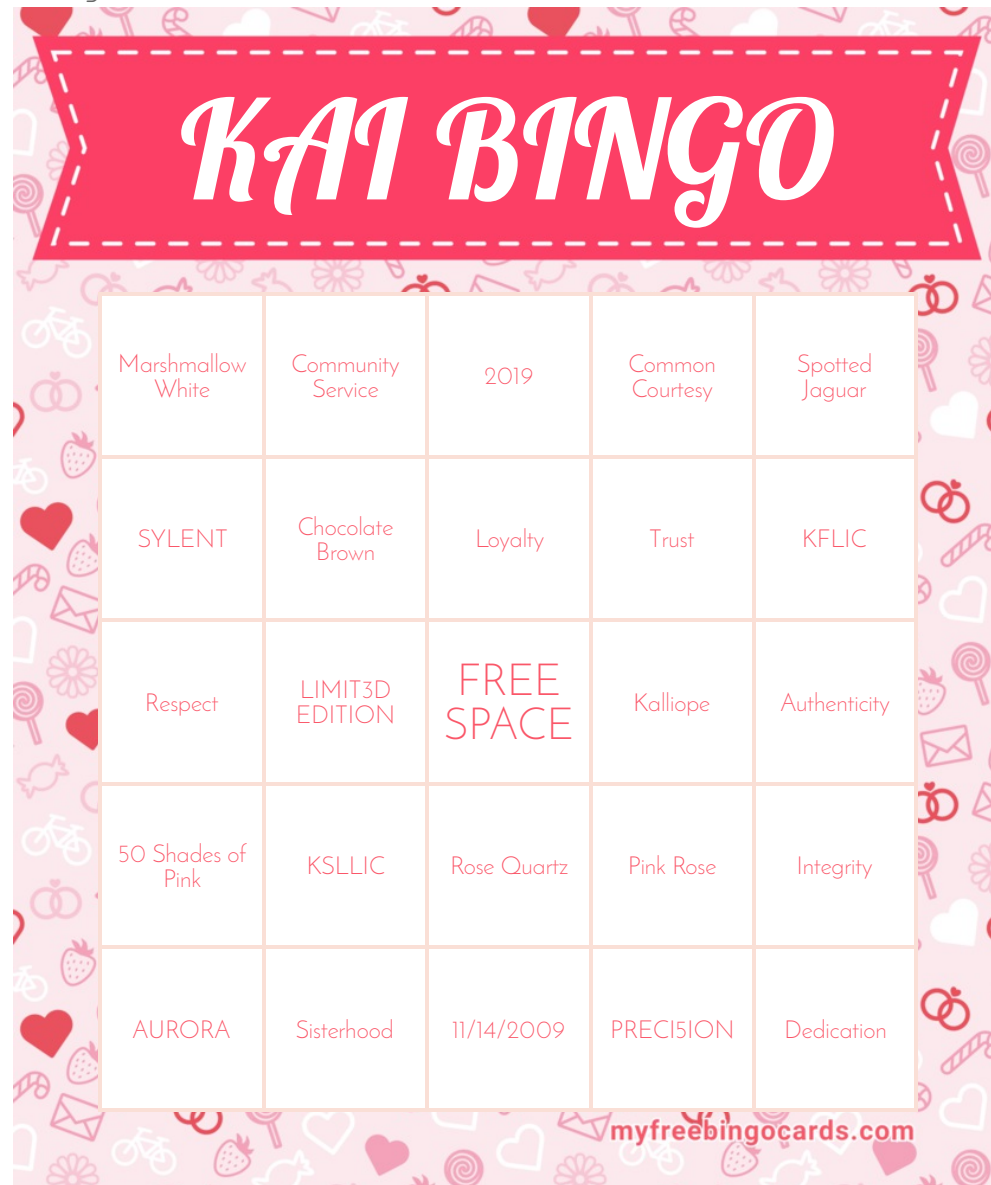 KAI BINGO
Marshmallow
White
Community
Service
2019
Common
Courtesy
Spotted
Jaguar
SYLENT
Chocolate
Brown
Loyalty
Trust
KFLIC
Respect
LIMIT3D
EDITION
FREE
SPACE
Kalliope
Authenticity
50 Shades of
Pink
KSLLIC
Rose Quartz
Pink Rose
Integrity
AURORA
Sisterhood
11/14/2009
PRECI5ION
Dedication
myfreebingocards.com